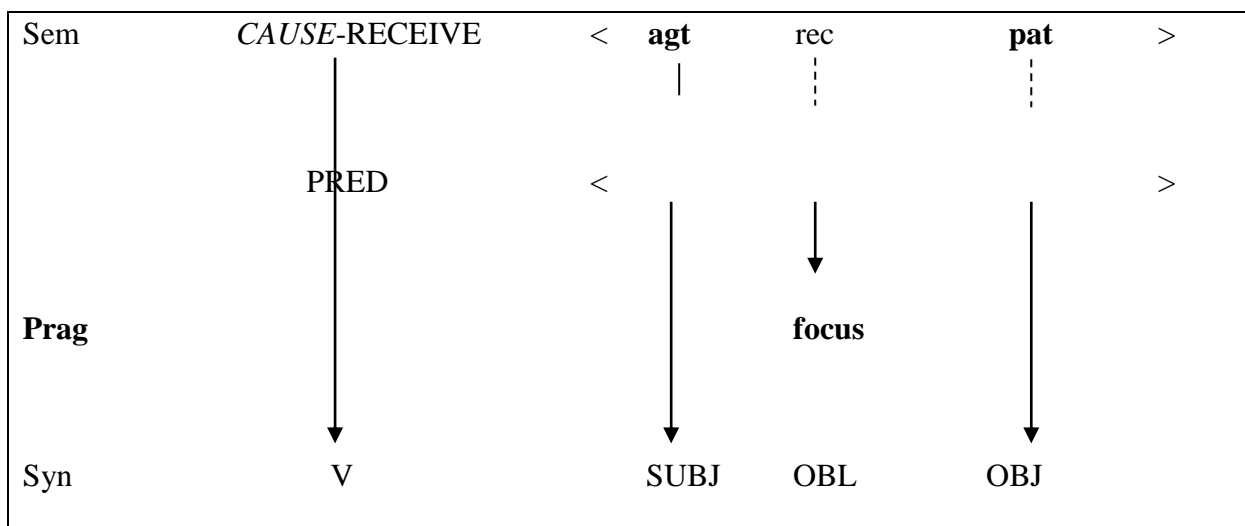 Sem CAUSE-RECEIVE < agt rec pat >
PRED < >
Prag focus
Syn V SUBJ OBL OBJ